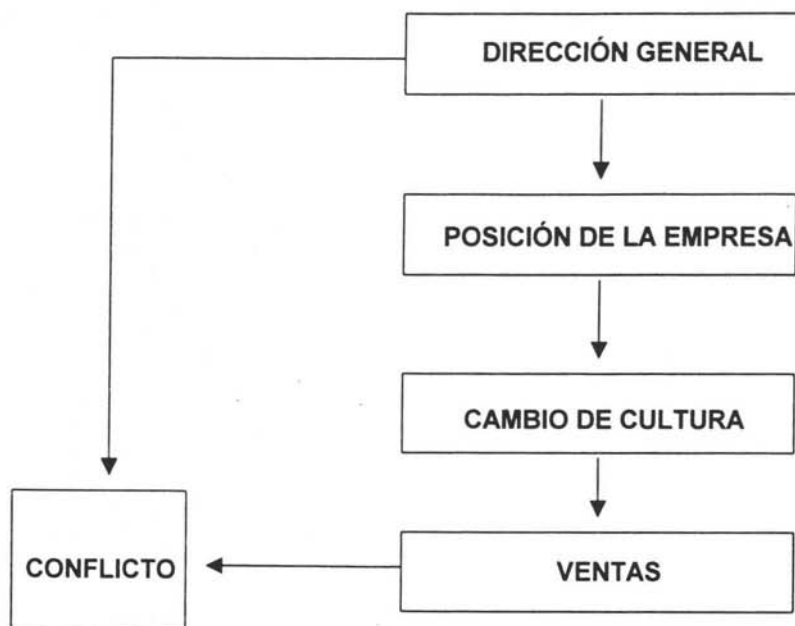 DIRECCIÓN GENERAL
POSICIÓN DE LA EMPRESA
CAMBIO DE CULTURA
CONFLICTO
VENTAS